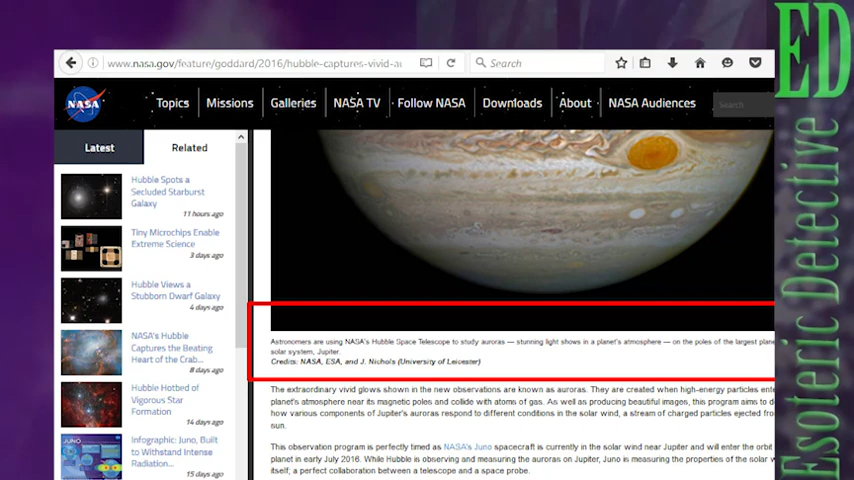 www.nasa.gov/feature/goddard/2016/hubble-captures-vivid-au
Search
NASA
Topics
Missions
Galleries
NASA TV
Follow NASA
Downloads
About
NASA Audiences
Search
Latest
Related
Hubble Spots a
Secluded Starburst
Galaxy
11 hours ago
Tiny Microchips Enable
Extreme Science
3 days ago
Hubble Views a
Stubborn Dwarf Galaxy
4 days ago
NASA's Hubble
Captures the Beating
Heart of the Crab...
8 days ago
Hubble Hotbed of
Vigorous Star
Formation
14 days ago
Infographic: Juno, Built
to Withstand Intense
Radiation...
15 days ago
JUNO
Astronomers are using NASA's Hubble Space Telescope to study auroras — stunning light shows in a planet's atmosphere — on the poles of the largest plane
solar system, Jupiter.
Credits: NASA, ESA, and J. Nichols (University of Leicester)
The extraordinary vivid glows shown in the new observations are known as auroras. They are created when high-energy particles ente
planet's atmosphere near its magnetic poles and collide with atoms of gas. As well as producing beautiful images, this program aims to d
how various components of Jupiter's auroras respond to different conditions in the solar wind, a stream of charged particles ejected fro
sun.
This observation program is perfectly timed as NASA's Juno spacecraft is currently in the solar wind near Jupiter and will enter the orbit
planet in early July 2016. While Hubble is observing and measuring the auroras on Jupiter, Juno is measuring the properties of the solar w
itself; a perfect collaboration between a telescope and a space probe.
ED
Esoteric Detective